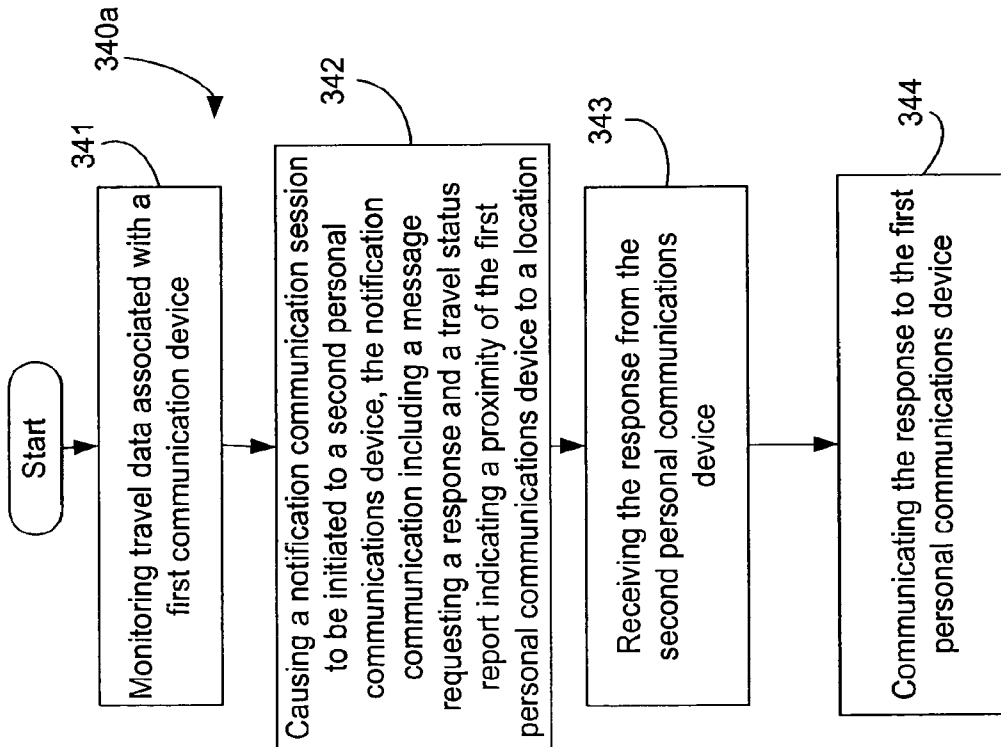 Start
340a
341
Monitoring travel data associated with a
first communication device
342
Causing a notification communication session
to be initiated to a second personal
communications device, the notification
communication including a message
requesting a response and a travel status
report indicating a proximity of the first
personal communications device to a location
343
Receiving the response from the
second personal communications
device
344
Communicating the response to the first
personal communications device